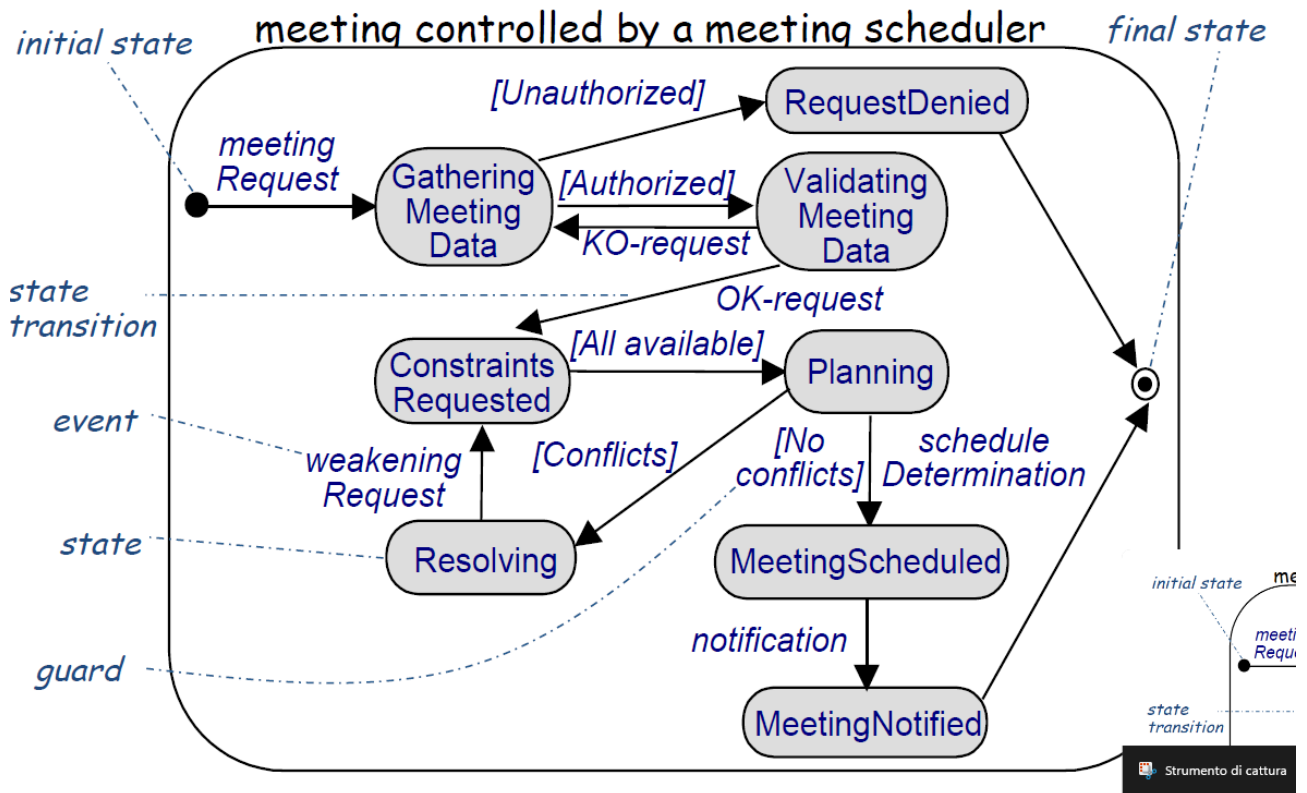 meeting controlled by a meeting scheduler
initial state
final state
[Unauthorized]
RequestDenied
meeting
Request
Gathering
Meeting
Data
[Authorized]
KO-request
Validating
Meeting
Data
state
transition
OK-request
[All available]
Constraints
Requested
Planning
event
weakening
Request
[Conflicts]
[No
conflicts]
schedule
Determination
state
Resolving
MeetingScheduled
guard
notification
MeetingNotified
initial state
state
transition
Strumento di cattura